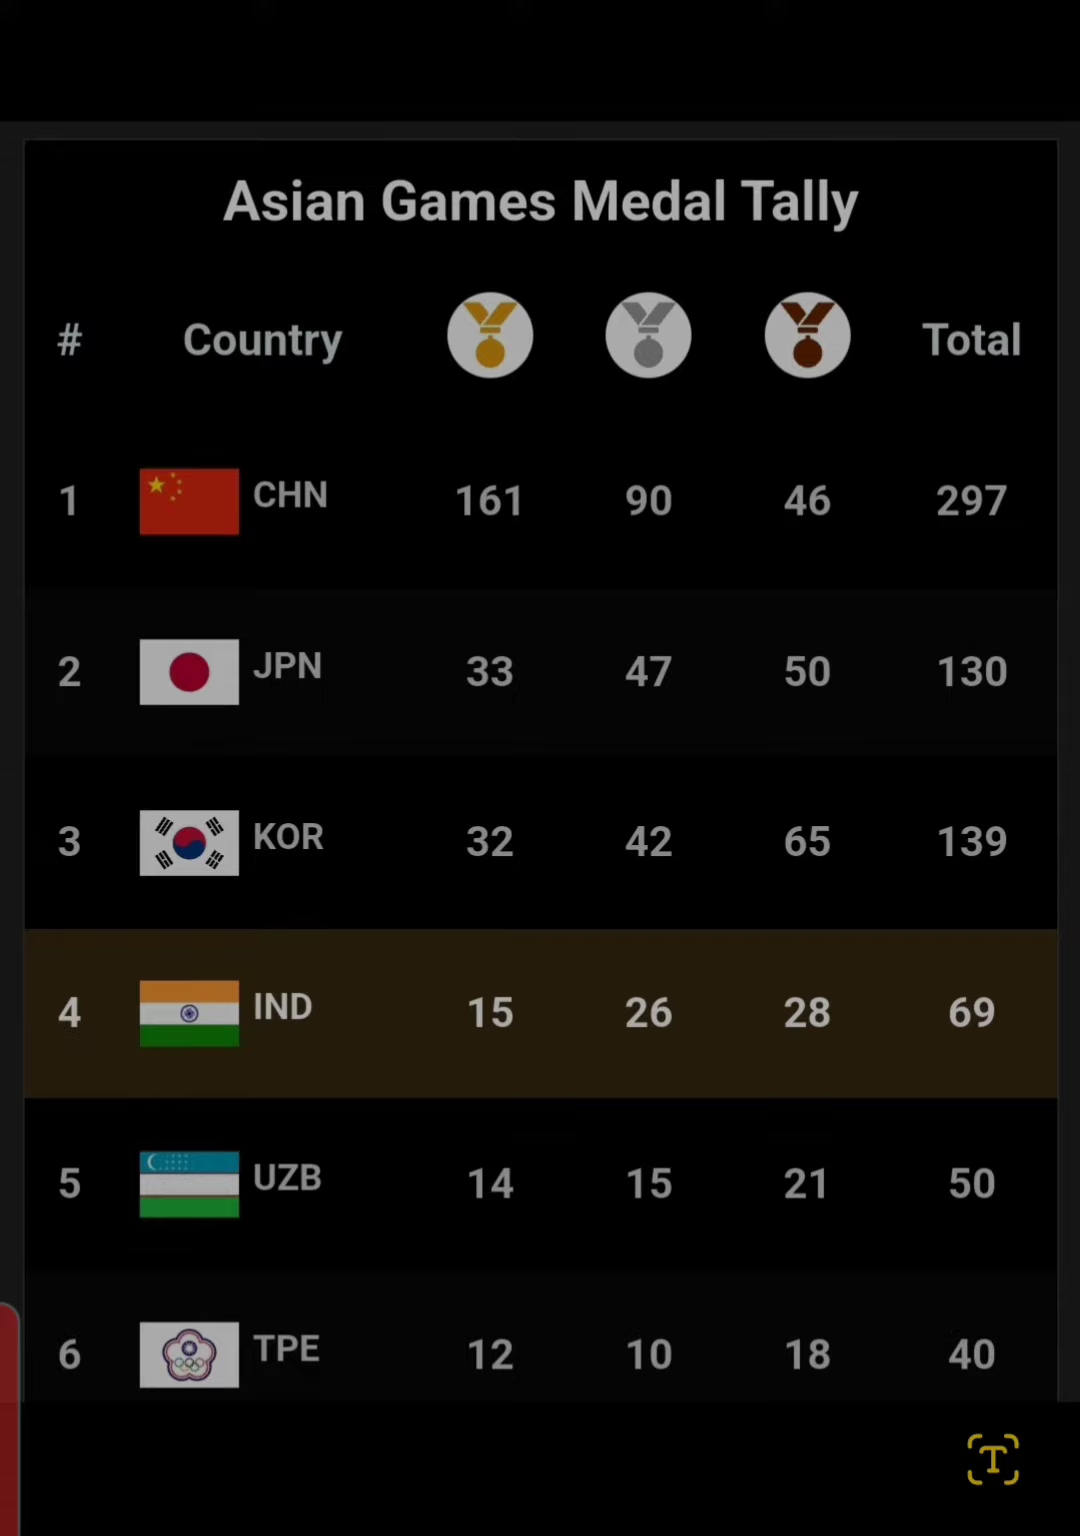 Asian Games Medal Tally
# Country Total
1 CHN 161 90 46 297
2 JPN 33 47 50 130
3 KOR 32 42 65 139
4 IND 15 26 28 69
5 UZB 14 15 21 50
6 TPE 12 10 18 40
T